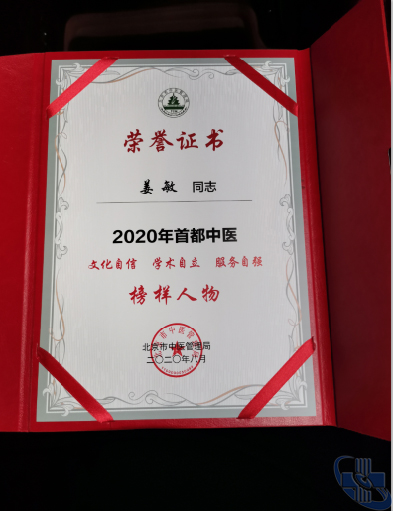 荣誉证书
姜敏 同志
2020年首都中医
文化自信 学术自立 服务自强
榜样人物
北京市中医管理局
二〇二〇年八月